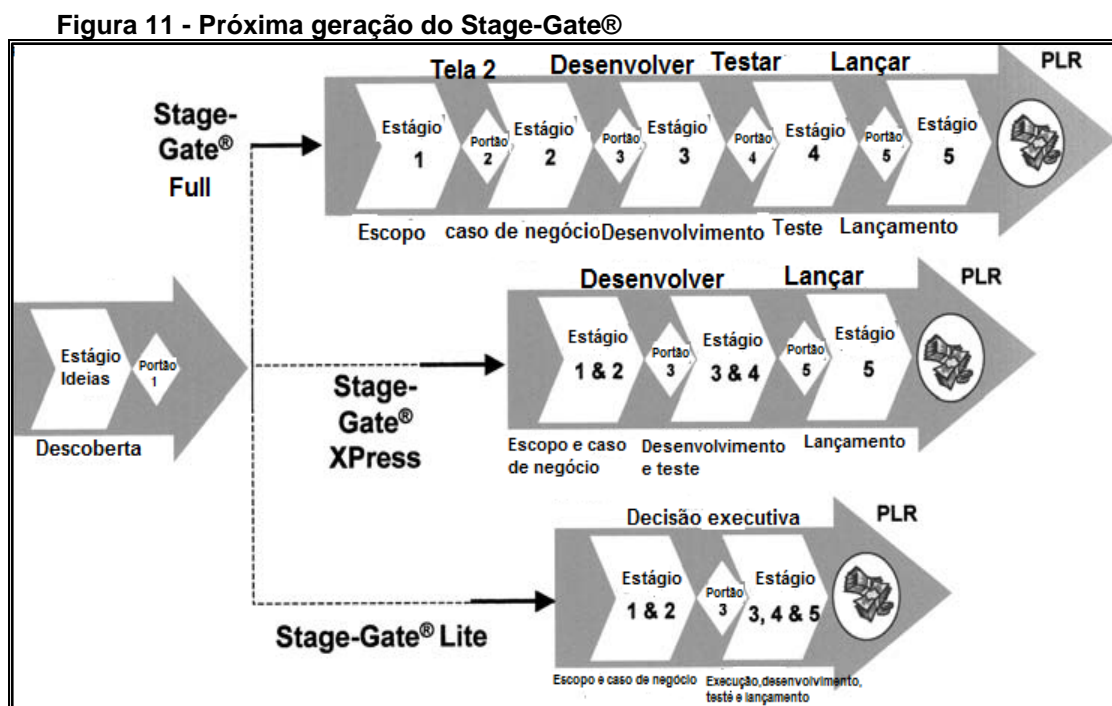 Figura 11 - Próxima geração do Stage-Gate®
Tela 2 Desenvolver Testar Lançar PLR
Stage-
Gate®
Full
Estágio
1
Portão
2
Estágio
2
Portão
3
Estágio
3
Portão
4
Estágio
4
Portão
5
Estágio
5
Escopo caso de negócio Desenvolvimento Teste Lançamento
Estágio
Ideias
Portão
1
Descoberta
Desenvolver Lançar PLR
Stage-
Gate®
XPress
Estágio
1 & 2
Portão
3
Estágio
3 & 4
Portão
5
Estágio
5
Escopo e caso
de negócio
Desenvolvimento
e teste
Lançamento
Decisão executiva PLR
Stage-Gate® Lite
Estágio
1 & 2
Portão
3
Estágio
3, 4 & 5
Escopo e caso de negócio
Execução,desenvolvimento,
testé e lançamento